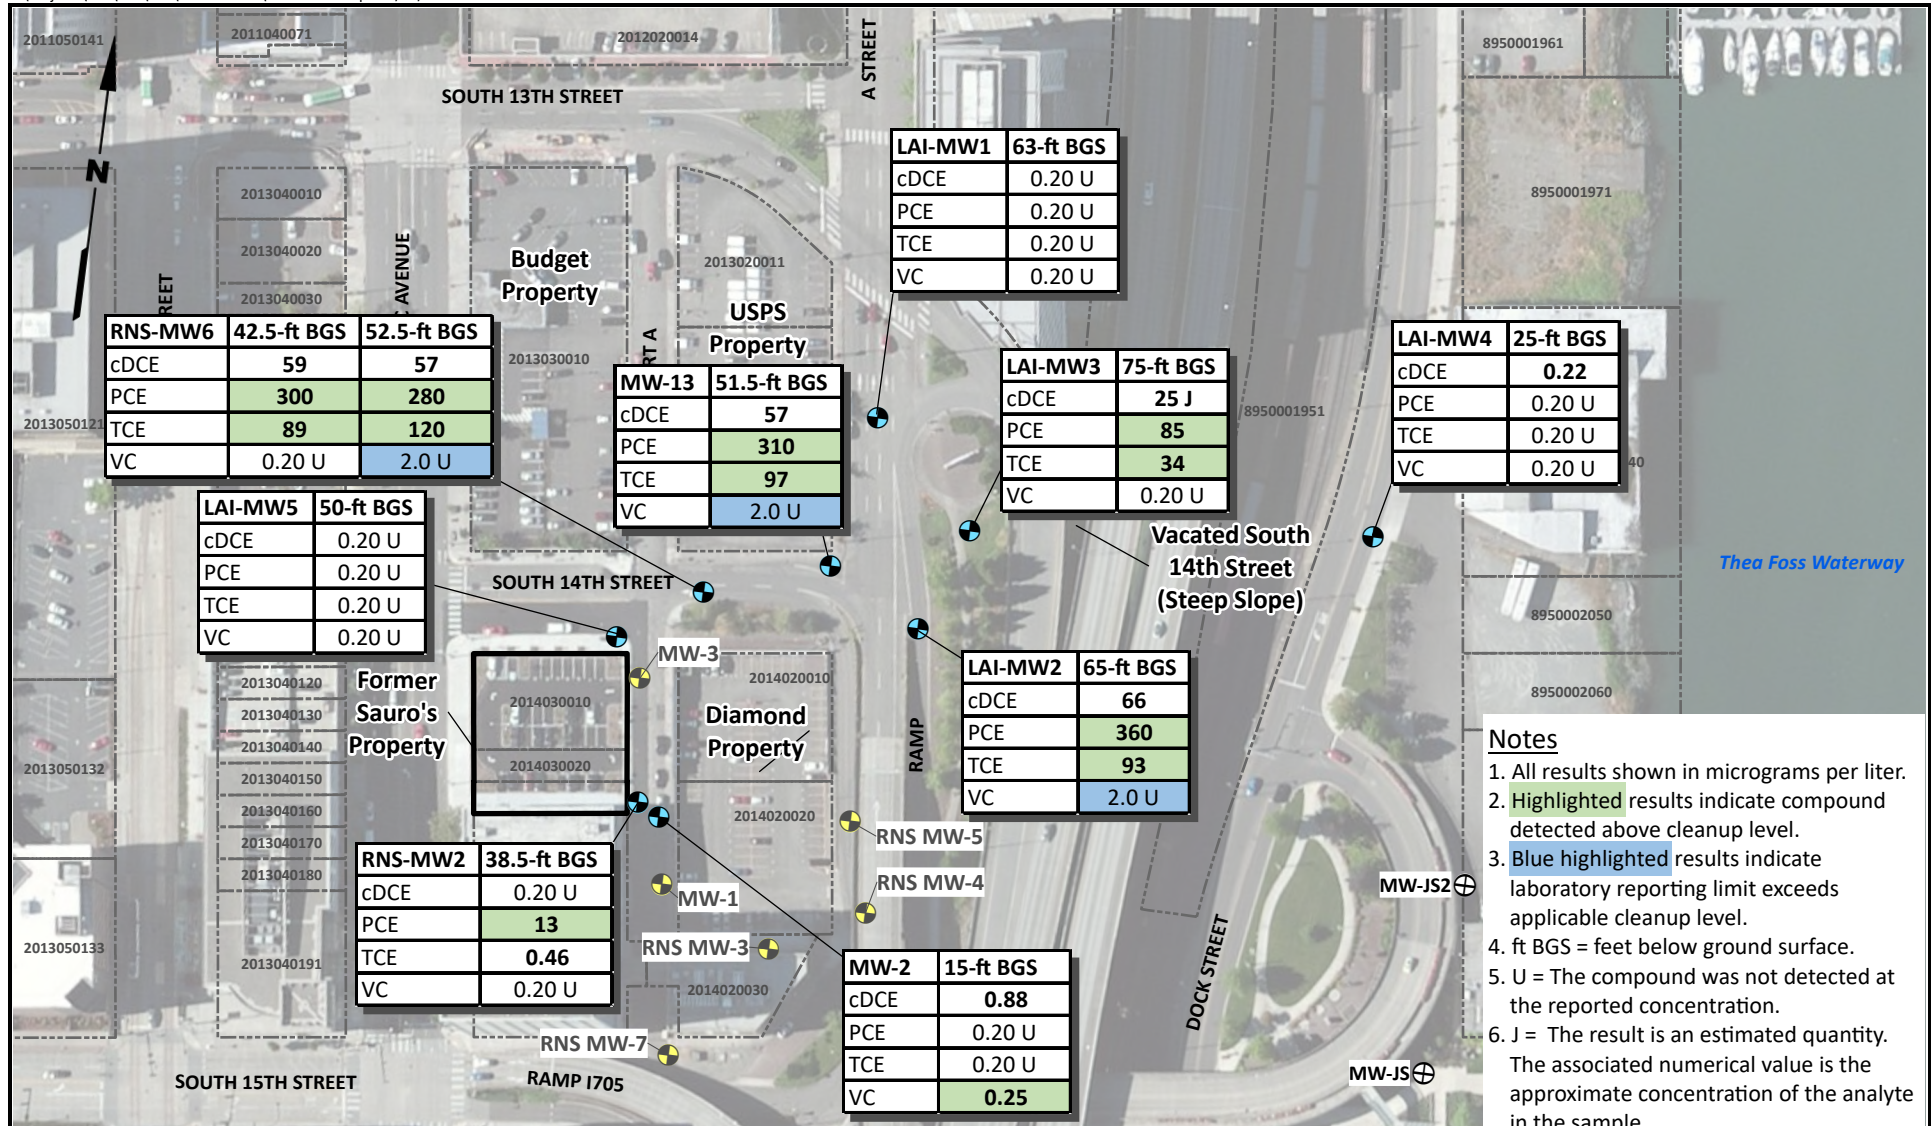 2011050141
2011040071
2012020014
A STREET
8950001961
SOUTH 13TH STREET
N
LAI-MW1 63-ft BGS
cDCE 0.20 U
PCE 0.20 U
TCE 0.20 U
VC 0.20 U
2013040010
2013040020
2013040030
8950001971
AVENUE
REET
Budget
Property
2013020011
USPS
Property
2013030010
RT A
RNS-MW6 42.5-ft BGS 52.5-ft BGS
cDCE 59 57
PCE 300 280
TCE 89 120
VC 0.20 U 2.0 U
2013050121
MW-13 51.5-ft BGS
cDCE 57
PCE 310
TCE 97
VC 2.0 U
LAI-MW3 75-ft BGS
cDCE 25 J
PCE 85
TCE 34
VC 0.20 U
8950001951
LAI-MW4 25-ft BGS
cDCE 0.22
PCE 0.20 U
TCE 0.20 U
VC 0.20 U
40
LAI-MW5 50-ft BGS
cDCE 0.20 U
PCE 0.20 U
TCE 0.20 U
VC 0.20 U
SOUTH 14TH STREET
Vacated South
14th Street
(Steep Slope)
Thea Foss Waterway
8950002050
8950002060
MW-3
2013040120
2013040130
2013040140
2013040150
2013040160
2013040170
2013040180
2013040191
2013050132
2013050133
Former
Sauro's
Property
2014030010
2014030020
2014020010
Diamond
Property
2014020020
RAMP
LAI-MW2 65-ft BGS
cDCE 66
PCE 360
TCE 93
VC 2.0 U
RNS MW-5
RNS MW-4
MW-1
RNS MW-3
2014020030
RNS MW-7
RNS-MW2 38.5-ft BGS
cDCE 0.20 U
PCE 13
TCE 0.46
VC 0.20 U
MW-2 15-ft BGS
cDCE 0.88
PCE 0.20 U
TCE 0.20 U
VC 0.25
SOUTH 15TH STREET
RAMP I705
DOCK STREET
MW-JS2
MW-JS
Notes
1. All results shown in micrograms per liter.
2. Highlighted results indicate compound
detected above cleanup level.
3. Blue highlighted results indicate
laboratory reporting limit exceeds
applicable cleanup level.
4. ft BGS = feet below ground surface.
5. U = The compound was not detected at
the reported concentration.
6. J = The result is an estimated quantity.
The associated numerical value is the
approximate concentration of the analyte
in the sample